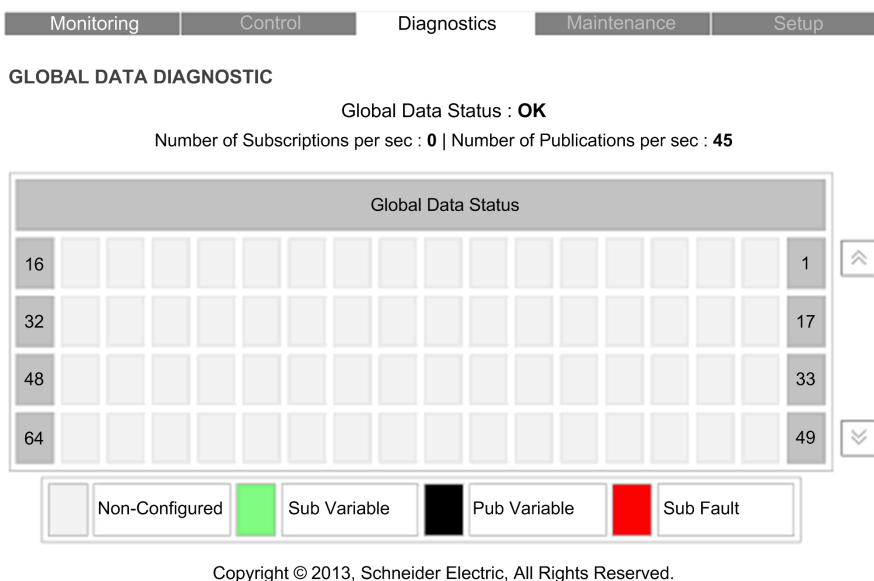 Monitoring Control Diagnostics Maintenance Setup
GLOBAL DATA DIAGNOSTIC
Global Data Status : OK
Number of Subscriptions per sec : 0 | Number of Publications per sec : 45
Global Data Status
16 1
32 17
48 33
64 49
Non-Configured Sub Variable Pub Variable Sub Fault
Copyright © 2013, Schneider Electric, All Rights Reserved.